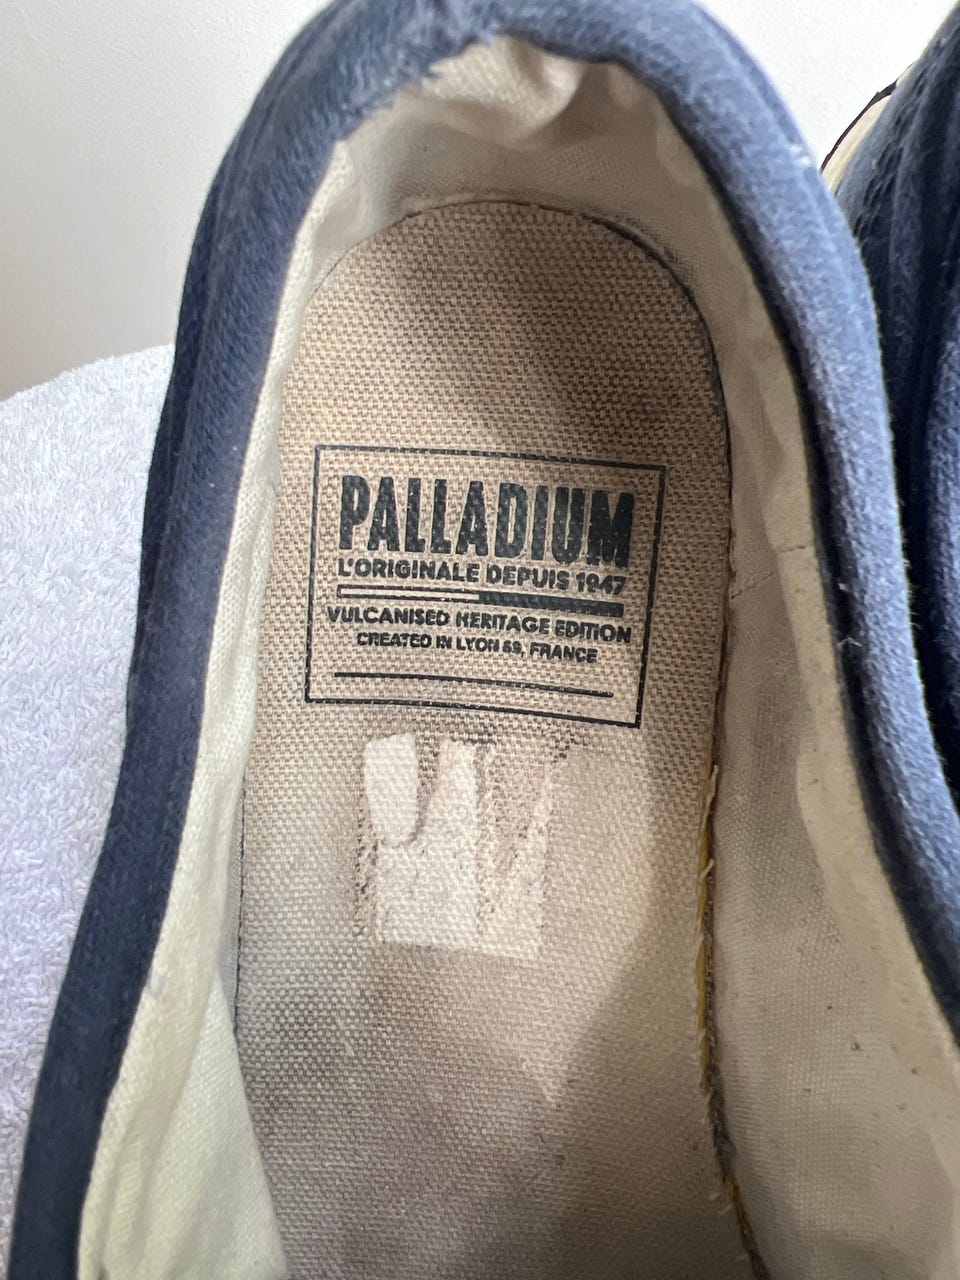 PALLADIUM
L'ORIGINALE DEPUIS 1947
VULCANISED HERITAGE EDITION
CREATED IN LYON 69, FRANCE